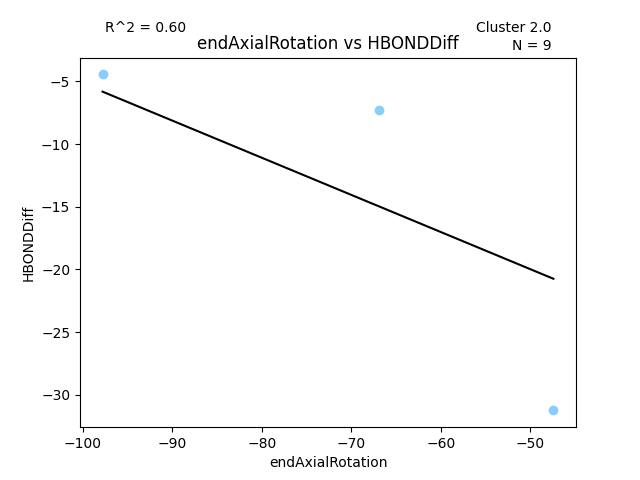 R^2 = 0.60
Cluster 2.0
endAxialRotation vs HBONDDiff
N = 9
−5
−10
−15
−20
−25
−30
HBONDDiff
−100
−90
−80
−70
−60
−50
endAxialRotation